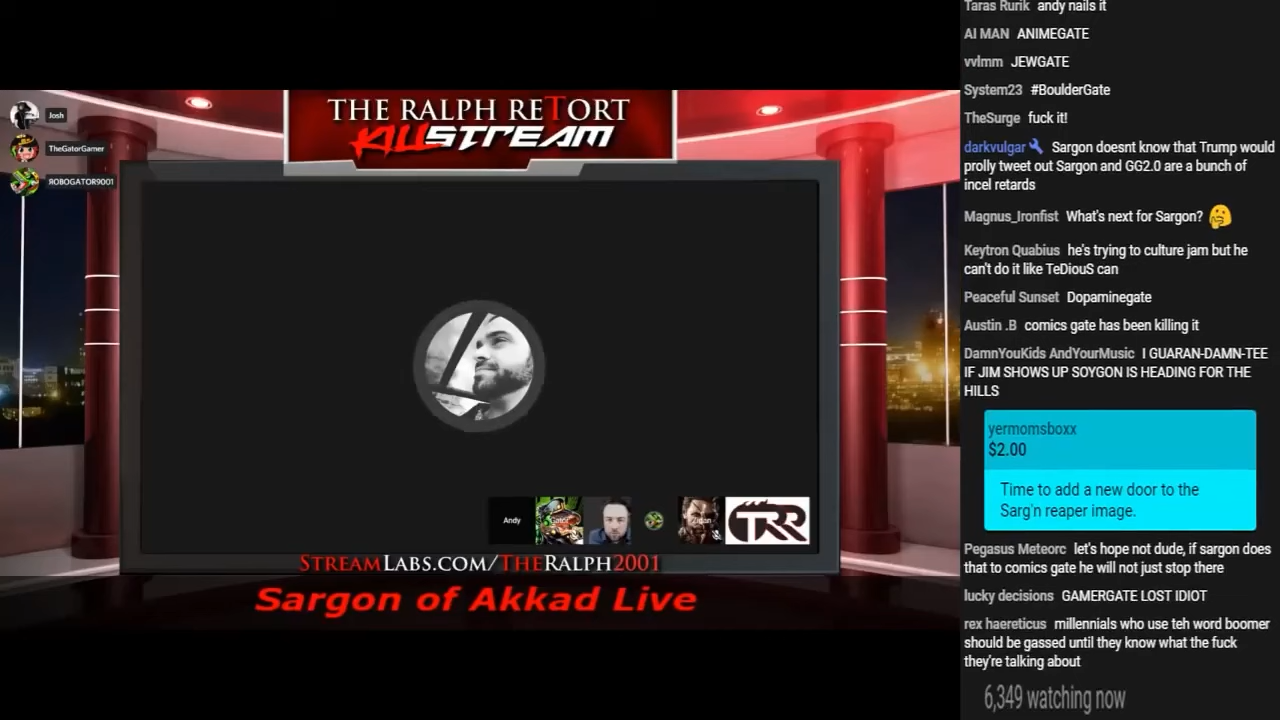 Josh
TheGatorGamer
ROBOGATOR9001
THE RALPH RETORT
KILLSTREAM
Andy
Gator
TRR
STREAMLABS.COM/THERALPH2001
Sargon of Akkad Live
Taras Rurik andy nails it
AI MAN ANIMEGATE
vvlmm JEWGATE
System23 #BoulderGate
TheSurge fuck it!
darkvulgar Sargon doesnt know that Trump would
prolly tweet out Sargon and GG2.0 are a bunch of
incel retards
Magnus_Ironfist What's next for Sargon? 🤔
Keytron Quabius he's trying to culture jam but he
can't do it like TeDiouS can
Peaceful Sunset Dopaminegate
Austin .B comics gate has been killing it
DamnYouKids AndYourMusic I GUARAN-DAMN-TEE
IF JIM SHOWS UP SOYGON IS HEADING FOR THE
HILLS
yermomsboxx
$2.00
Time to add a new door to the
Sarg'n reaper image.
Pegasus Meteorc let's hope not dude, if sargon does
that to comics gate he will not just stop there
lucky decisions GAMERGATE LOST IDIOT
rex haereticus millennials who use teh word boomer
should be gassed until they know what the fuck
they're talking about
6,349 watching now